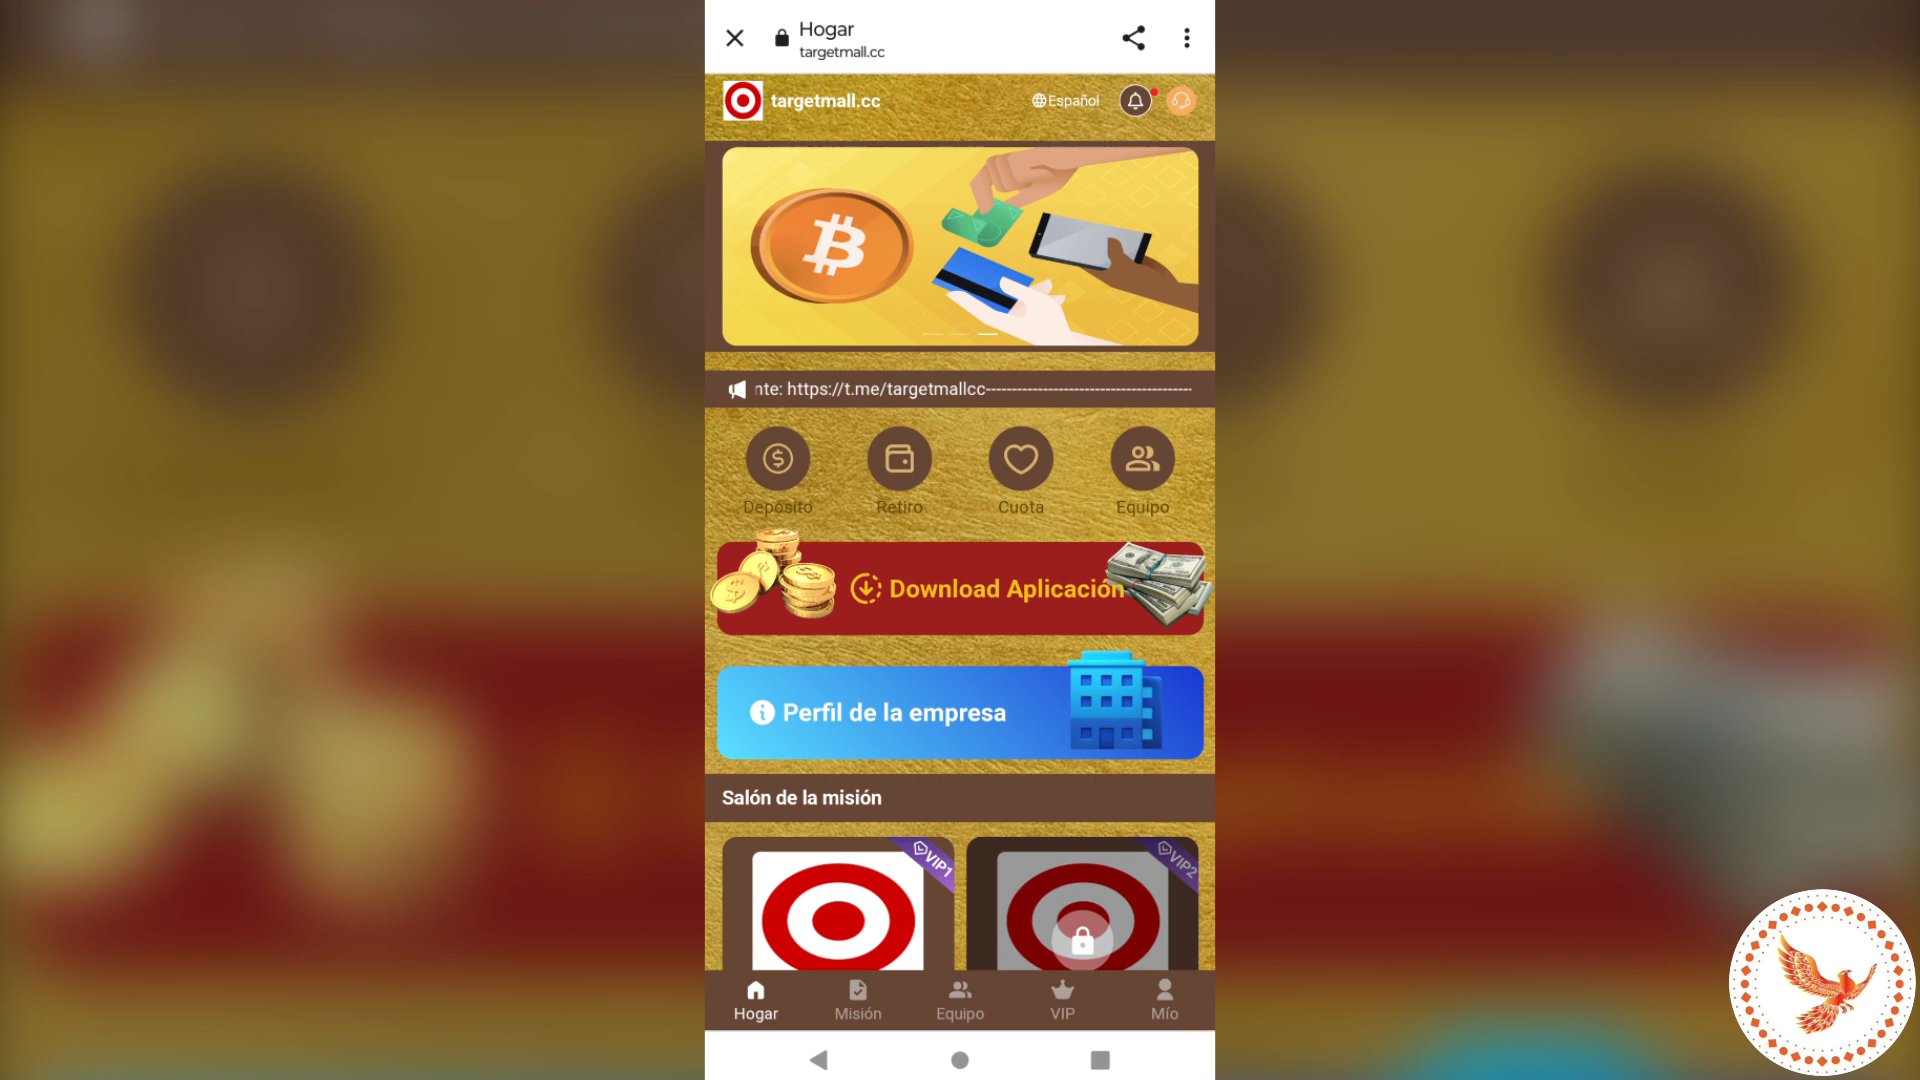 Hogar
targetmall.cc
targetmall.cc
Español
nte: https://t.me/targetmallcc----------------------------------------
Depósito
Retiro
Cuota
Equipo
Download Aplicación
Perfil de la empresa
Salón de la misión
VIP1
VIP2
Hogar
Misión
Equipo
VIP
Mío